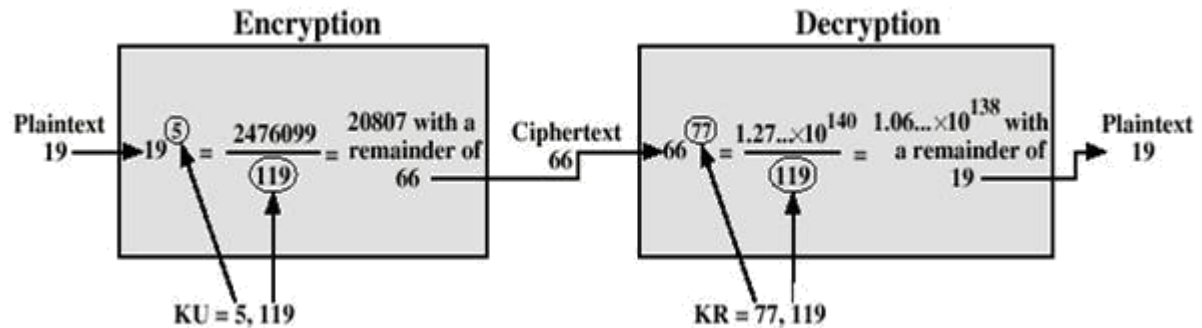 Encryption
Decryption
Plaintext
19
19 5 = 2476099 / 119 = 20807 with a
remainder of
66
Ciphertext
66
66 77 = 1.27...×10 140 / 119 = 1.06...×10 138 with
a remainder of
19
Plaintext
19
KU = 5, 119
KR = 77, 119